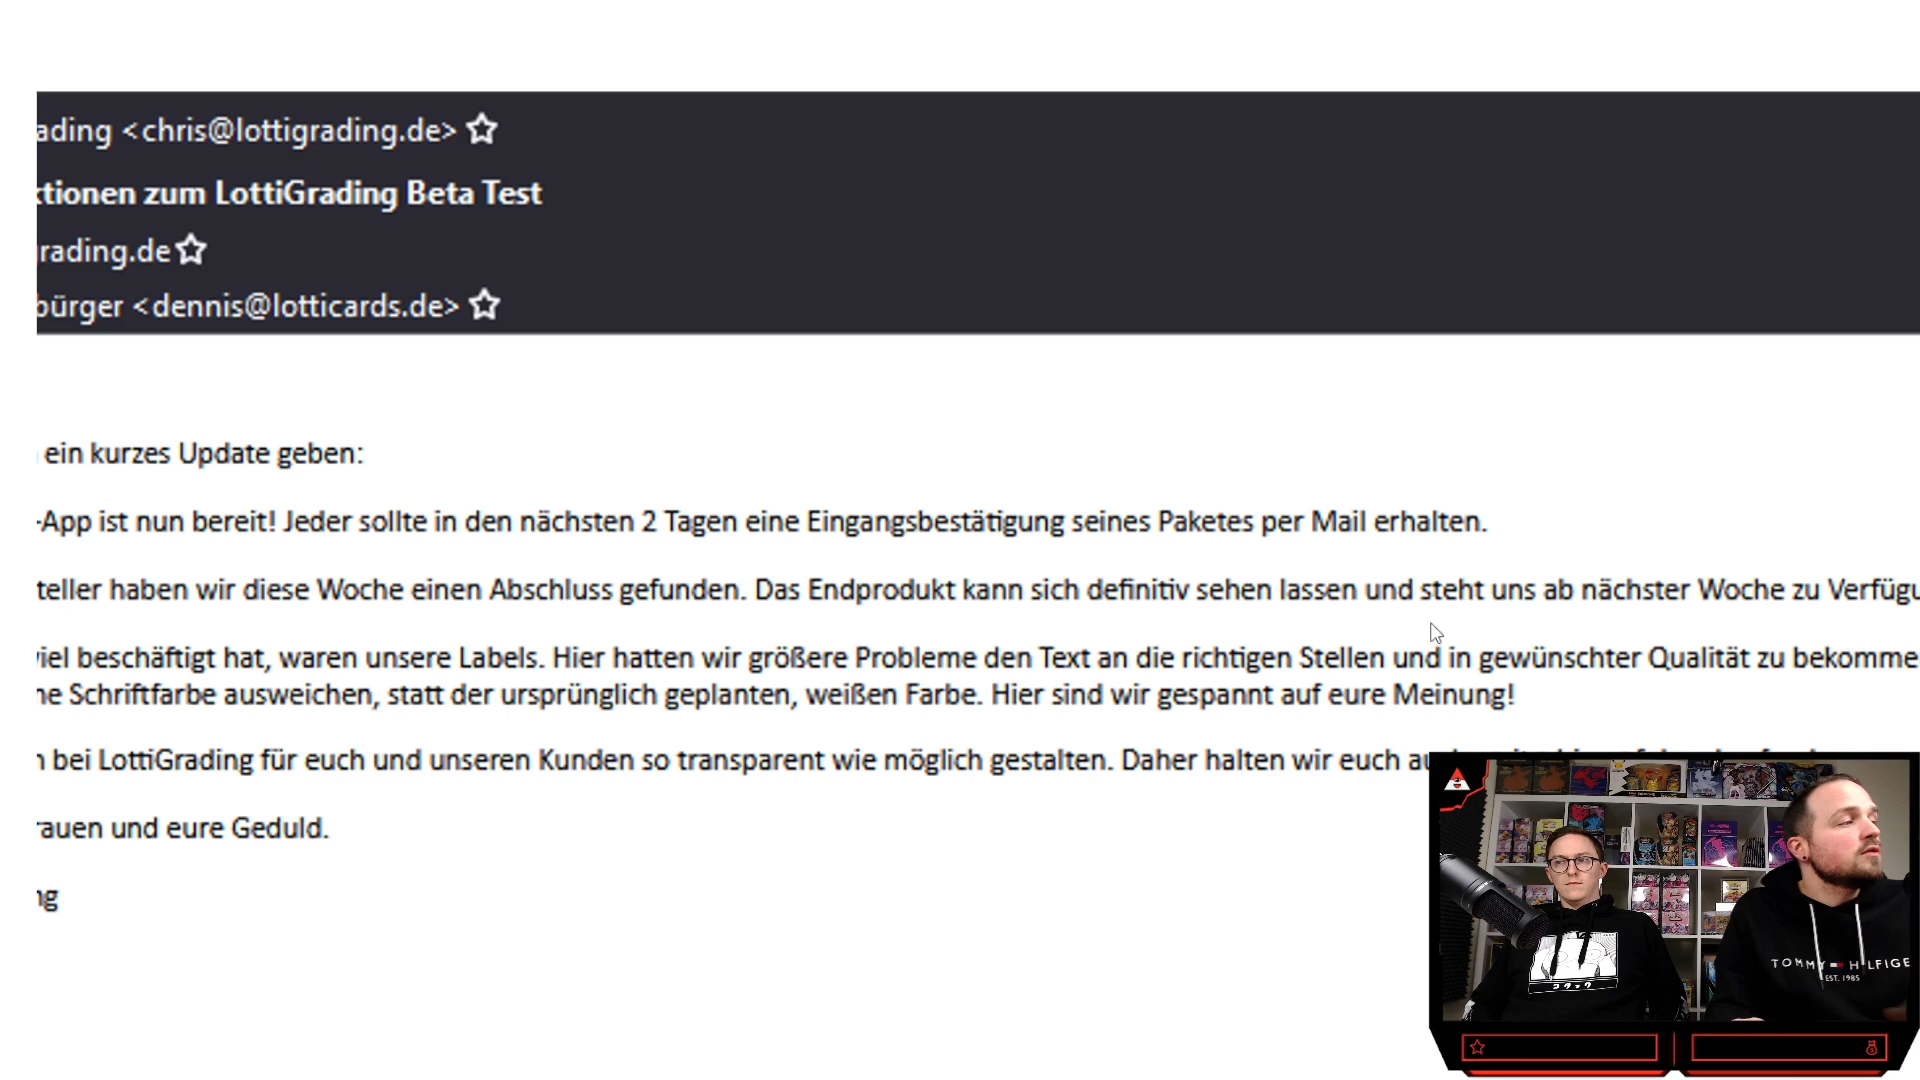 ading <chris@lottigrading.de>
ktionen zum LottiGrading Beta Test
rading.de
bürger <dennis@lotticards.de>
ein kurzes Update geben:
-App ist nun bereit! Jeder sollte in den nächsten 2 Tagen eine Eingangsbestätigung seines Paketes per Mail erhalten.
teller haben wir diese Woche einen Abschluss gefunden. Das Endprodukt kann sich definitiv sehen lassen und steht uns ab nächster Woche zu Verfügu
viel beschäftigt hat, waren unsere Labels. Hier hatten wir größere Probleme den Text an die richtigen Stellen und in gewünschter Qualität zu bekomme
ne Schriftfarbe ausweichen, statt der ursprünglich geplanten, weißen Farbe. Hier sind wir gespannt auf eure Meinung!
n bei LottiGrading für euch und unseren Kunden so transparent wie möglich gestalten. Daher halten wir euch au
rauen und eure Geduld.
ng
TOMMY HILFIGE
EST. 1985